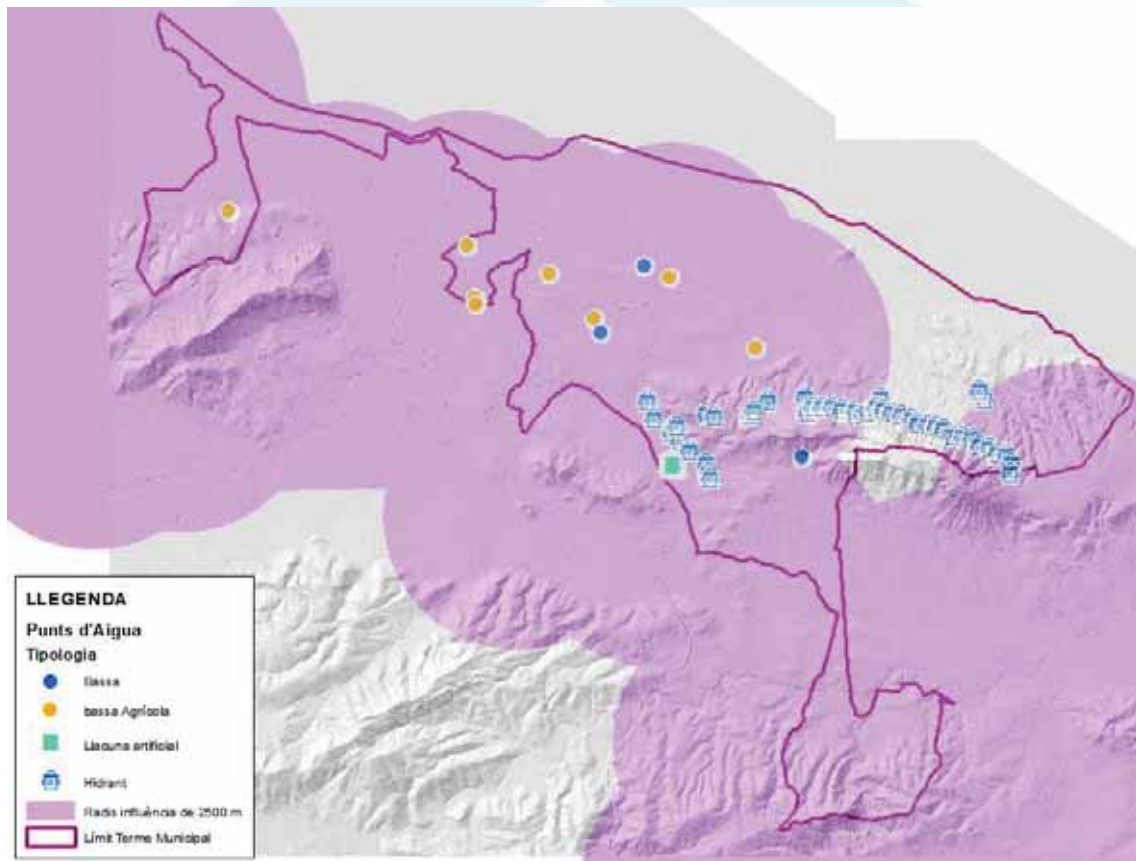 LLEGENDA
Punts d'Aigua
Tipologia
Bassa
bassa Agrícola
Llacuna artificial
Hidrant
Radis influència de 2500 m
Límit Terme Municipal